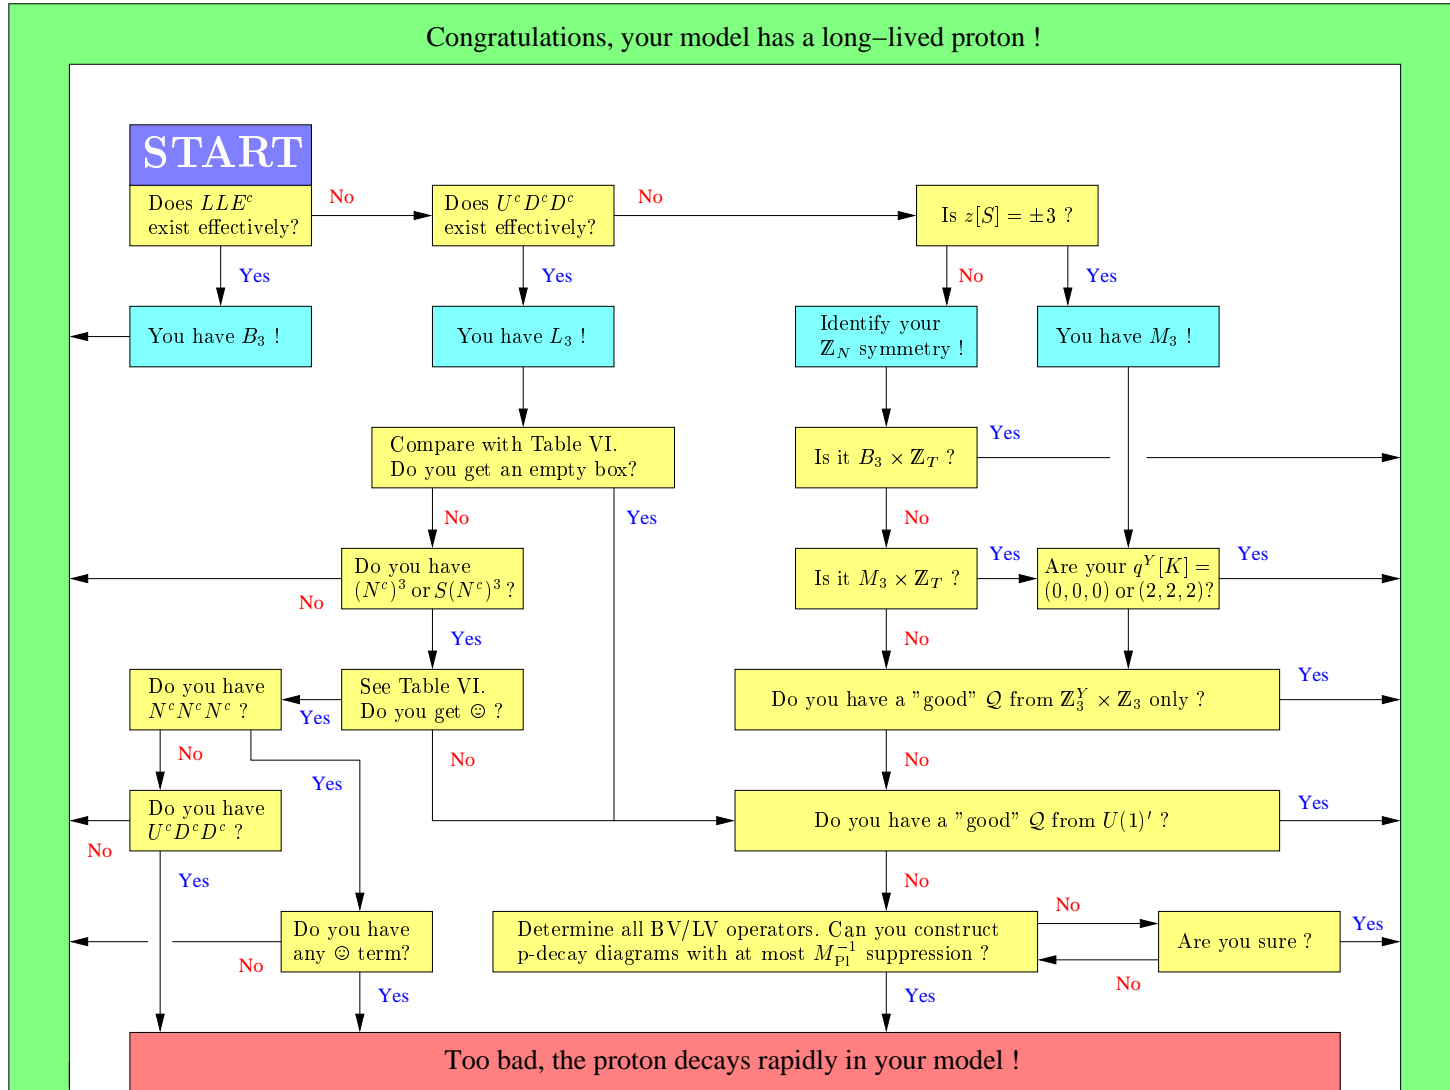 Congratulations, your model has a long–lived proton !
START
Does LLE^c
exist effectively?
No
Does U^cD^cD^c
exist effectively?
No
Is z[S] = ±3 ?
Yes
Yes
No
Yes
You have B_3 !
You have L_3 !
Identify your
ℤ_N symmetry !
You have M_3 !
Compare with Table VI.
Do you get an empty box?
Is it B_3 × ℤ_T ?
Yes
No
Yes
No
Do you have
(N^c)^3 or S(N^c)^3 ?
No
Is it M_3 × ℤ_T ?
Yes
Are your q^Y[K] =
(0, 0, 0) or (2, 2, 2)?
Yes
Yes
No
Do you have
N^cN^cN^c ?
Yes
See Table VI.
Do you get ☺ ?
Do you have a "good" 𝒬 from ℤ_3^Y × ℤ_3 only ?
Yes
No
Yes
No
No
Do you have
U^cD^cD^c ?
No
Do you have a "good" 𝒬 from U(1)′ ?
Yes
Yes
No
Do you have
any ☺ term?
No
Determine all BV/LV operators. Can you construct
p-decay diagrams with at most M_Pl^−1 suppression ?
No
No
Are you sure ?
Yes
Yes
Yes
Too bad, the proton decays rapidly in your model !